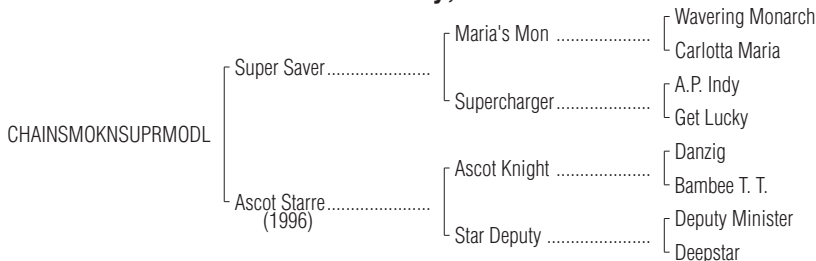 Wavering Monarch
Maria's Mon ....................
Carlotta Maria
Super Saver......................
A.P. Indy
Supercharger....................
Get Lucky
CHAINSMOKNSUPRMODL
Danzig
Ascot Knight ....................
Bambee T. T.
Ascot Starre......................
(1996)
Deputy Minister
Star Deputy ......................
Deepstar